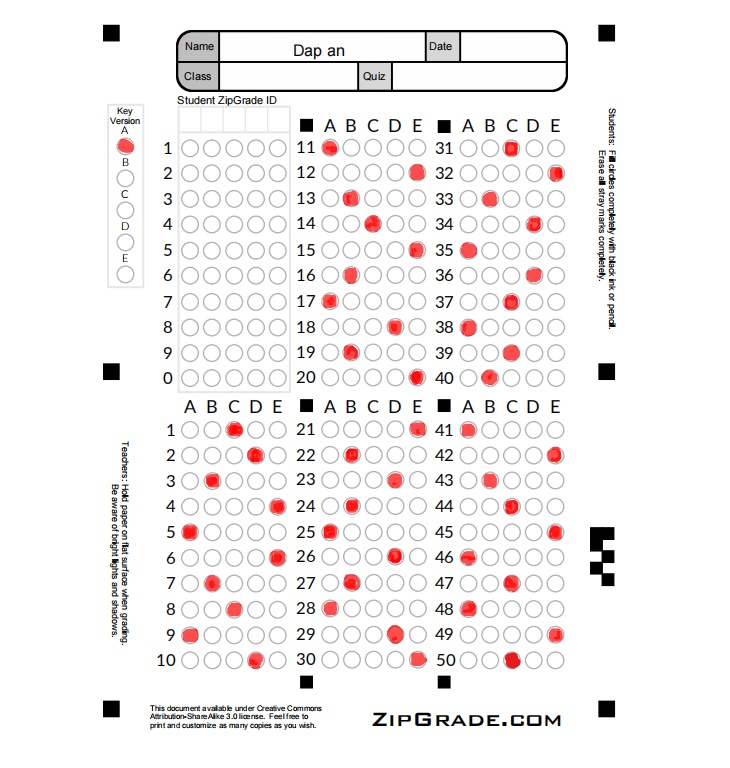 Name Dap an Date
Class Quiz
Student ZipGrade ID
Key
Version
A
B
C
D
E
1
2
3
4
5
6
7
8
9
0
A B C D E
11
12
13
14
15
16
17
18
19
20
A B C D E
31
32
33
34
35
36
37
38
39
40
Students: Fill circles completely with black ink or pencil.
Erase all stray marks completely.
A B C D E
1
2
3
4
5
6
7
8
9
10
A B C D E
21
22
23
24
25
26
27
28
29
30
A B C D E
41
42
43
44
45
46
47
48
49
50
Teachers: Hold paper on flat surface when grading.
Be aware of bright lights and shadows.
This document available under Creative Commons
Attribution-ShareAlike 3.0 license. Feel free to
print and customize as many copies as you wish.
ZIPGRADE.COM